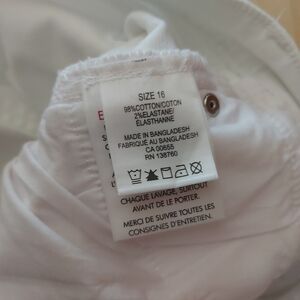 SIZE 16
98%COTTON/COTON
2%ELASTANE/
ELASTHANNE
MADE IN BANGLADESH
FABRIQUE AU BANGLADESH
CA 00655
RN 138760
CHAQUE LAVAGE, SURTOUT
AVANT DE LE PORTER.
MERCI DE SUIVRE TOUTES LES
CONSIGNES D'ENTRETIEN.